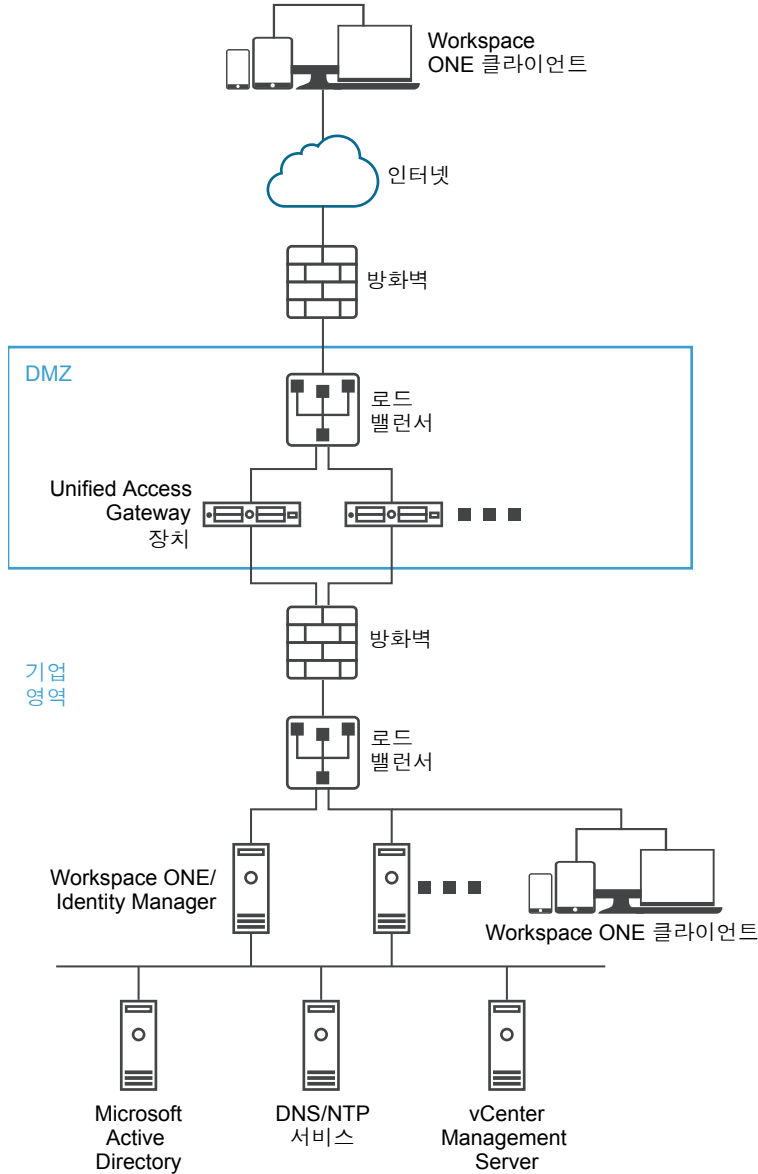 Workspace
ONE 클라이언트
인터넷
방화벽
DMZ
로드
밸런서
Unified Access
Gateway
장치
방화벽
기업
영역
로드
밸런서
Workspace ONE/
Identity Manager
Workspace ONE 클라이언트
Microsoft
Active
Directory
DNS/NTP
서비스
vCenter
Management
Server